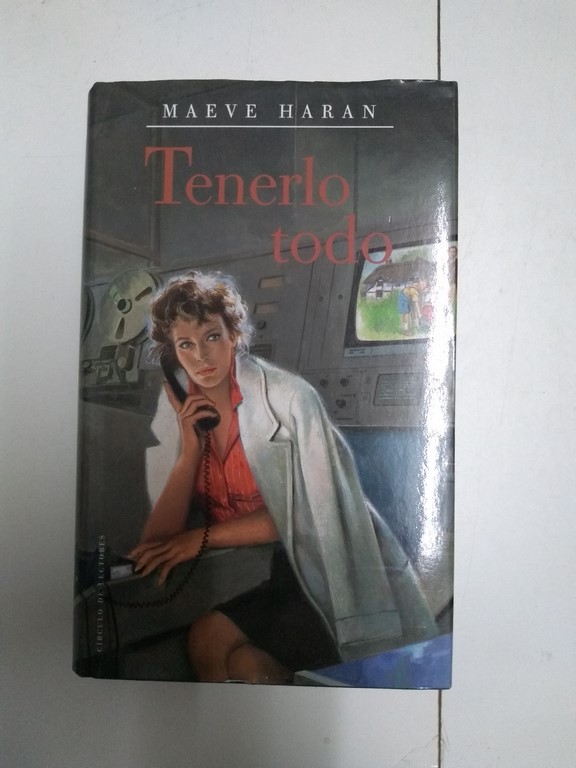 MAEVE HARAN
Tenerlo
todo
CÍRCULO DE LECTORES